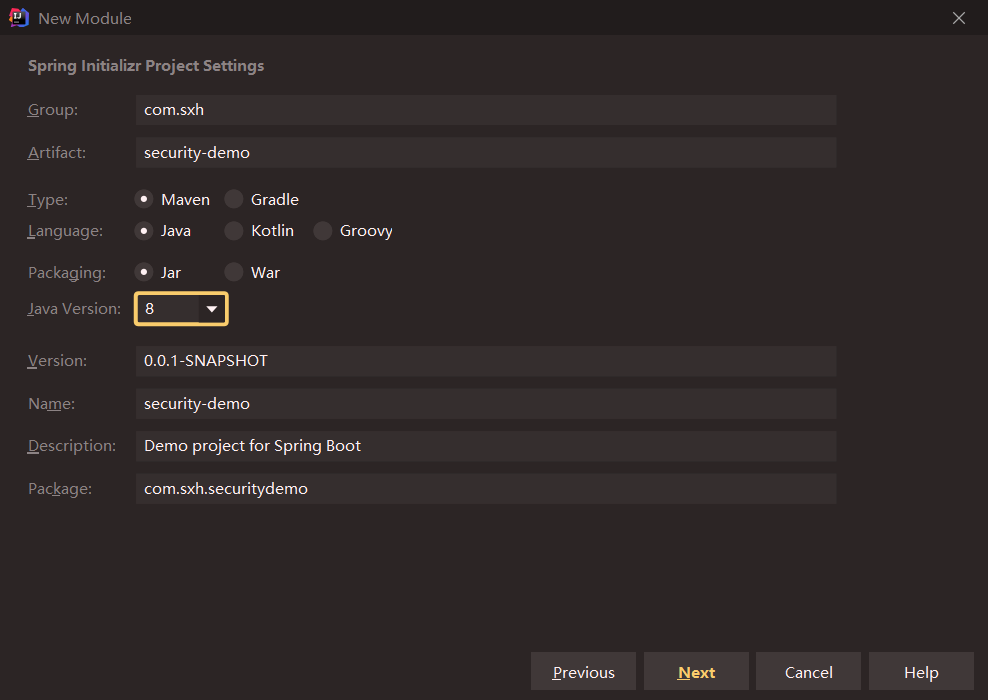 New Module
Spring Initializr Project Settings
Group: com.sxh
Artifact: security-demo
Type: Maven Gradle
Language: Java Kotlin Groovy
Packaging: Jar War
Java Version: 8
Version: 0.0.1-SNAPSHOT
Name: security-demo
Description: Demo project for Spring Boot
Package: com.sxh.securitydemo
Previous Next Cancel Help